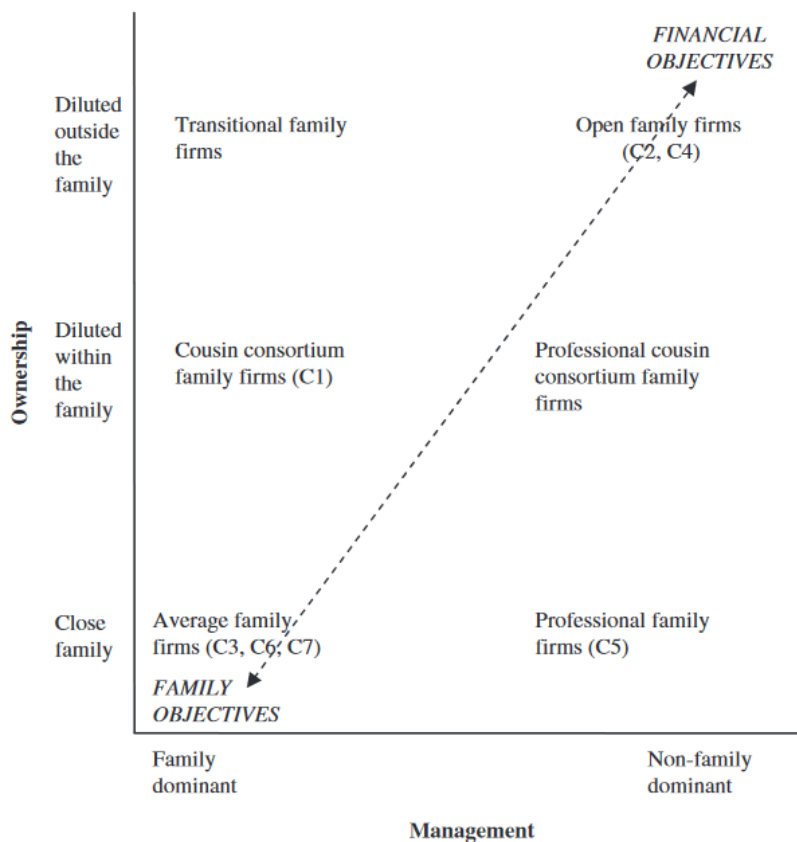 FINANCIAL
OBJECTIVES
Diluted
outside
the
family
Transitional family
firms
Open family firms
(C2, C4)
Ownership
Diluted
within
the
family
Cousin consortium
family firms (C1)
Professional cousin
consortium family
firms
Close
family
Average family
firms (C3, C6, C7)
Professional family
firms (C5)
FAMILY
OBJECTIVES
Family
dominant
Non-family
dominant
Management